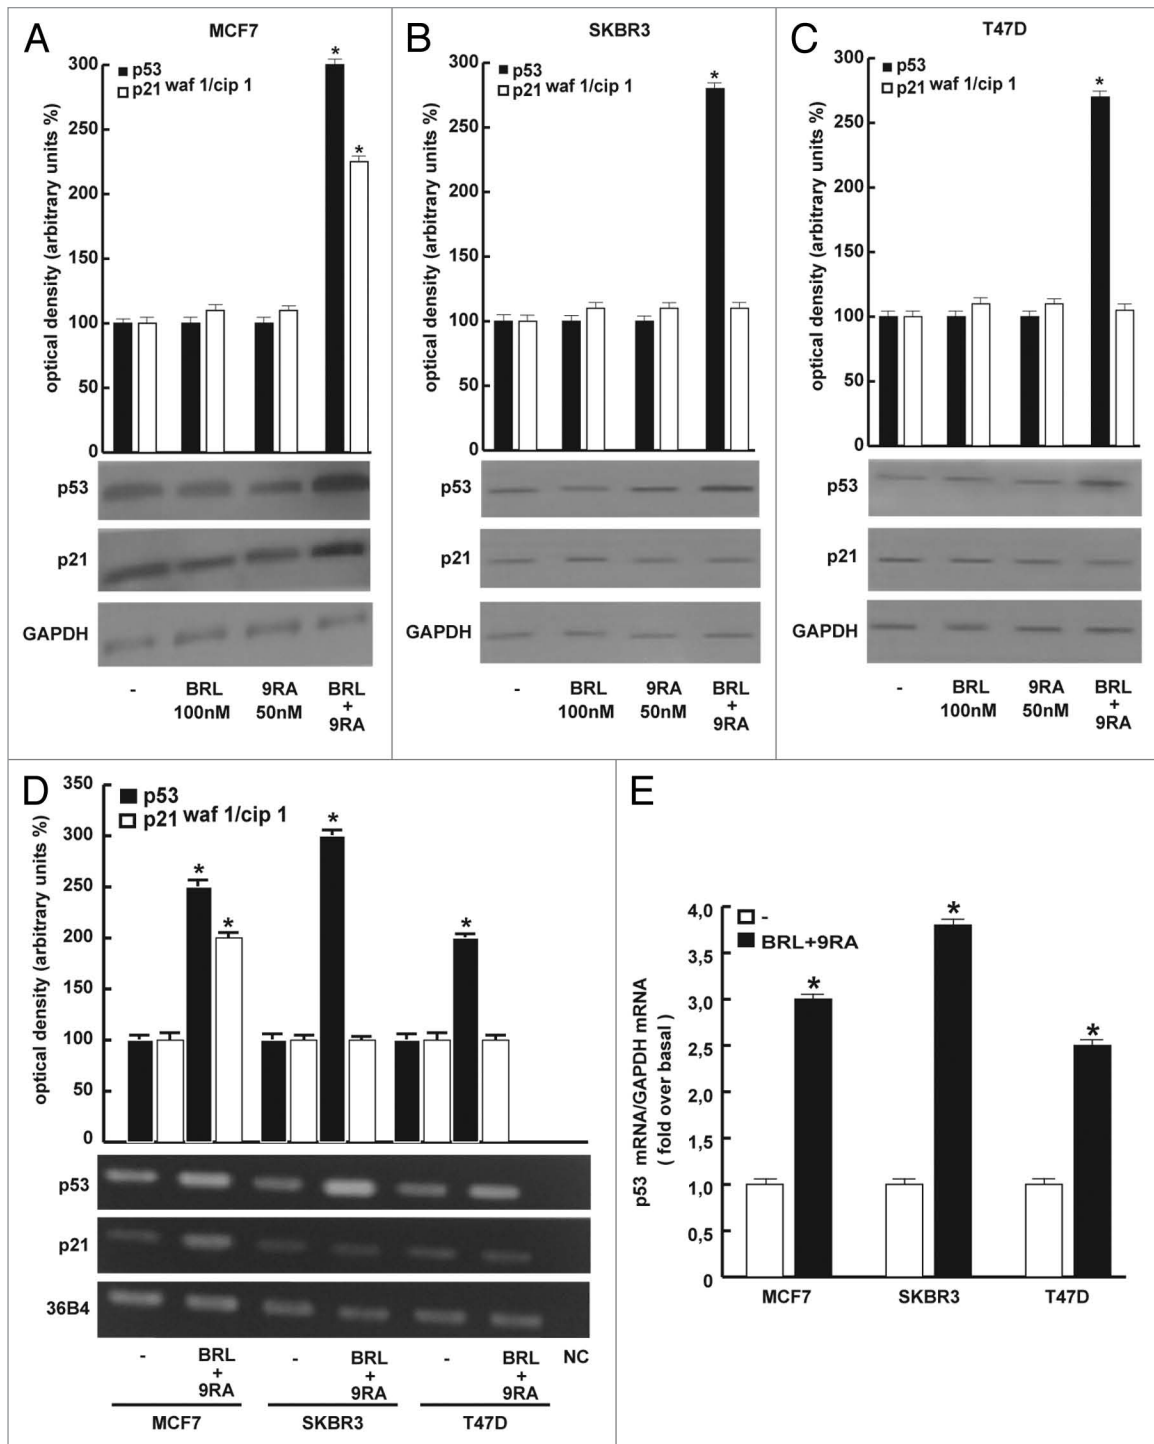 A
MCF7
p53
p21 waf 1/cip 1
optical density (arbitrary units %)
300
250
200
150
100
50
0
*
*
p53
p21
GAPDH
-
BRL
100nM
9RA
50nM
BRL
+
9RA
B
SKBR3
p53
p21 waf 1/cip 1
optical density (arbitrary units %)
300
250
200
150
100
50
0
*
p53
p21
GAPDH
-
BRL
100nM
9RA
50nM
BRL
+
9RA
C
T47D
p53
p21 waf 1/cip 1
optical density (arbitrary units %)
300
250
200
150
100
50
0
*
p53
p21
GAPDH
-
BRL
100nM
9RA
50nM
BRL
+
9RA
D
p53
p21 waf 1/cip 1
optical density (arbitrary units %)
350
300
250
200
150
100
50
0
*
*
*
*
p53
p21
36B4
-
BRL
+
9RA
-
BRL
+
9RA
-
BRL
+
9RA
NC
MCF7
SKBR3
T47D
E
-
BRL+9RA
p53 mRNA/GAPDH mRNA
( fold over basal )
4,0
3,5
3,0
2,5
2,0
1,5
1,0
0,5
0
*
*
*
MCF7
SKBR3
T47D